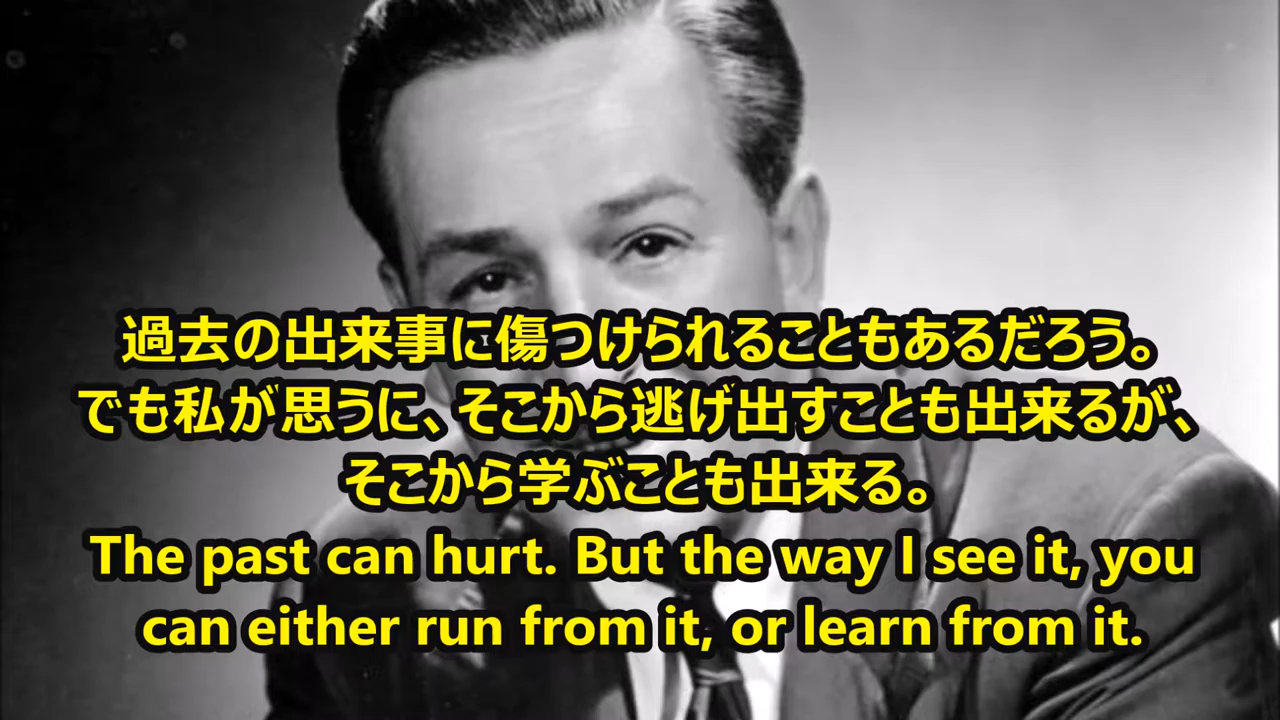 過去の出来事に傷つけられることもあるだろう。
でも私が思うに、そこから逃げ出すことも出来るが、
そこから学ぶことも出来る。
The past can hurt. But the way I see it, you
can either run from it, or learn from it.